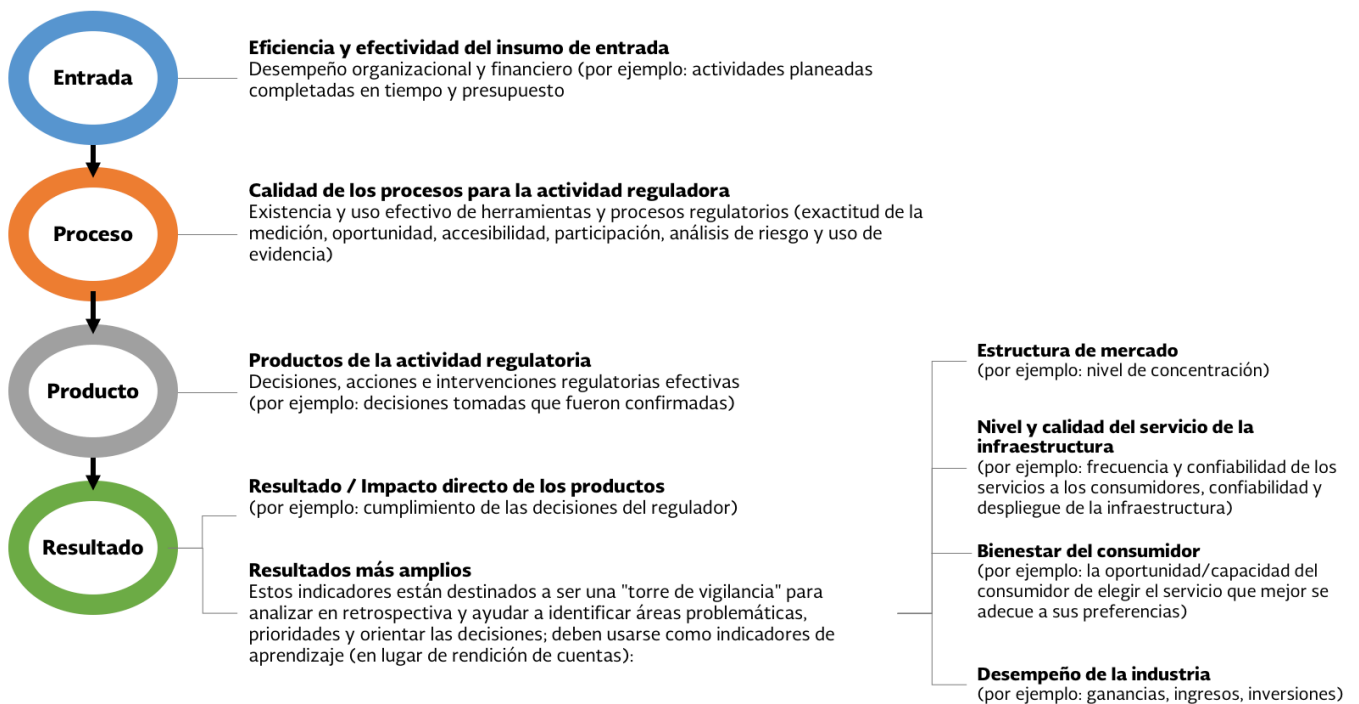 Entrada
Eficiencia y efectividad del insumo de entrada
Desempeño organizacional y financiero (por ejemplo: actividades planeadas
completadas en tiempo y presupuesto
Proceso
Calidad de los procesos para la actividad reguladora
Existencia y uso efectivo de herramientas y procesos regulatorios (exactitud de la
medición, oportunidad, accesibilidad, participación, análisis de riesgo y uso de
evidencia)
Producto
Productos de la actividad regulatoria
Decisiones, acciones e intervenciones regulatorias efectivas
(por ejemplo: decisiones tomadas que fueron confirmadas)
Resultado
Resultado / Impacto directo de los productos
(por ejemplo: cumplimiento de las decisiones del regulador)
Resultados más amplios
Estos indicadores están destinados a ser una "torre de vigilancia" para
analizar en retrospectiva y ayudar a identificar áreas problemáticas,
prioridades y orientar las decisiones; deben usarse como indicadores de
aprendizaje (en lugar de rendición de cuentas):
Estructura de mercado
(por ejemplo: nivel de concentración)
Nivel y calidad del servicio de la
infraestructura
(por ejemplo: frecuencia y confiabilidad de los
servicios a los consumidores, confiabilidad y
despliegue de la infraestructura)
Bienestar del consumidor
(por ejemplo: la oportunidad/capacidad del
consumidor de elegir el servicio que mejor se
adecue a sus preferencias)
Desempeño de la industria
(por ejemplo: ganancias, ingresos, inversiones)